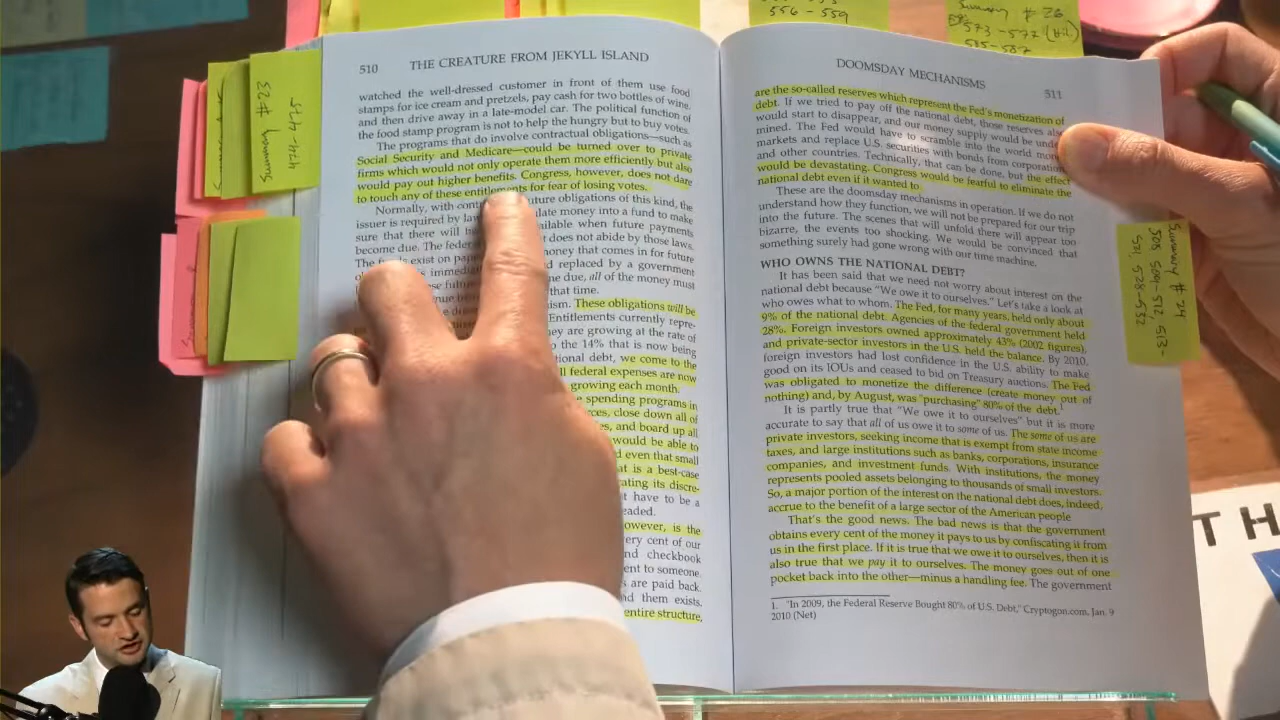 556 - 559
Summary # 26
573 - 577
585 - 587
Summary #23
474-475
510 THE CREATURE FROM JEKYLL ISLAND
watched the well-dressed customer in front of them use food
stamps for ice cream and pretzels, pay cash for two bottles of wine,
and then drive away in a late-model car. The political function of
the food stamp program is not to help the hungry but to buy votes.
The programs that do involve contractual obligations—such as
Social Security and Medicare—could be turned over to private
firms which would not only operate them more efficiently but also
would pay out higher benefits. Congress, however, does not dare
to touch any of these entitlements for fear of losing votes.
Normally, with future obligations of this kind, the
issuer is required by late money into a fund to make
sure that there will available when future payments
become due. The federal does not abide by those laws.
The exist on paper money that comes in for future
immediately replaced by a government
due, all of the money must
that time.
These obligations will be
Entitlements currently repre-
they are growing at the rate of
the 14% that is now being
national debt, we come to the
all federal expenses are now
growing each month.
spending programs in
close down all of
and board up all
would be able to
even that small
that is a best-case
its discre-
have to be a
however, is the
every cent of our
and checkbook
to someone
are paid back.
them exists.
entire structure,
DOOMSDAY MECHANISMS 511
are the so-called reserves which represent the Fed's monetization of
debt. If we tried to pay off the national debt, those reserves also
would start to disappear, and our money supply would be under-
mined. The Fed would have to scramble into the world money
markets and replace U.S. securities with bonds from corporations
and other countries. Technically, that can be done, but the effect
would be devastating. Congress would be fearful to eliminate the
national debt even if it wanted to.
These are the doomsday mechanisms in operation. If we do not
understand how they function, we will not be prepared for our trip
into the future. The scenes that will unfold there will appear too
bizarre, the events too shocking. We would be convinced that
something surely had gone wrong with our time machine.
WHO OWNS THE NATIONAL DEBT?
It has been said that we need not worry about interest on the
national debt because "We owe it to ourselves." Let's take a look at
who owes what to whom. The Fed, for many years, held only about
9% of the national debt. Agencies of the federal government held
28%. Foreign investors owned approximately 43% (2002 figures),
and private-sector investors in the U.S. held the balance. By 2010,
foreign investors had lost confidence in the U.S. ability to make
good on its IOUs and ceased to bid on Treasury auctions. The Fed
was obligated to monetize the difference (create money out of
nothing) and, by August, was "purchasing" 80% of the debt.1
It is partly true that "We owe it to ourselves" but it is more
accurate to say that all of us owe it to some of us. The some of us are
private investors, seeking income that is exempt from state income
taxes, and large institutions such as banks, corporations, insurance
companies, and investment funds. With institutions, the money
represents pooled assets belonging to thousands of small investors.
So, a major portion of the interest on the national debt does, indeed,
accrue to the benefit of a large sector of the American people
That's the good news. The bad news is that the government
obtains every cent of the money it pays to us by confiscating it from
us in the first place. If it is true that we owe it to ourselves, then it is
also true that we pay it to ourselves. The money goes out of one
pocket back into the other—minus a handling fee. The government
1. "In 2009, the Federal Reserve Bought 80% of U.S. Debt," Cryptogon.com, Jan. 9
2010 (Net)
Summary # 24
508, 509-512, 513-
521, 528-532
TH